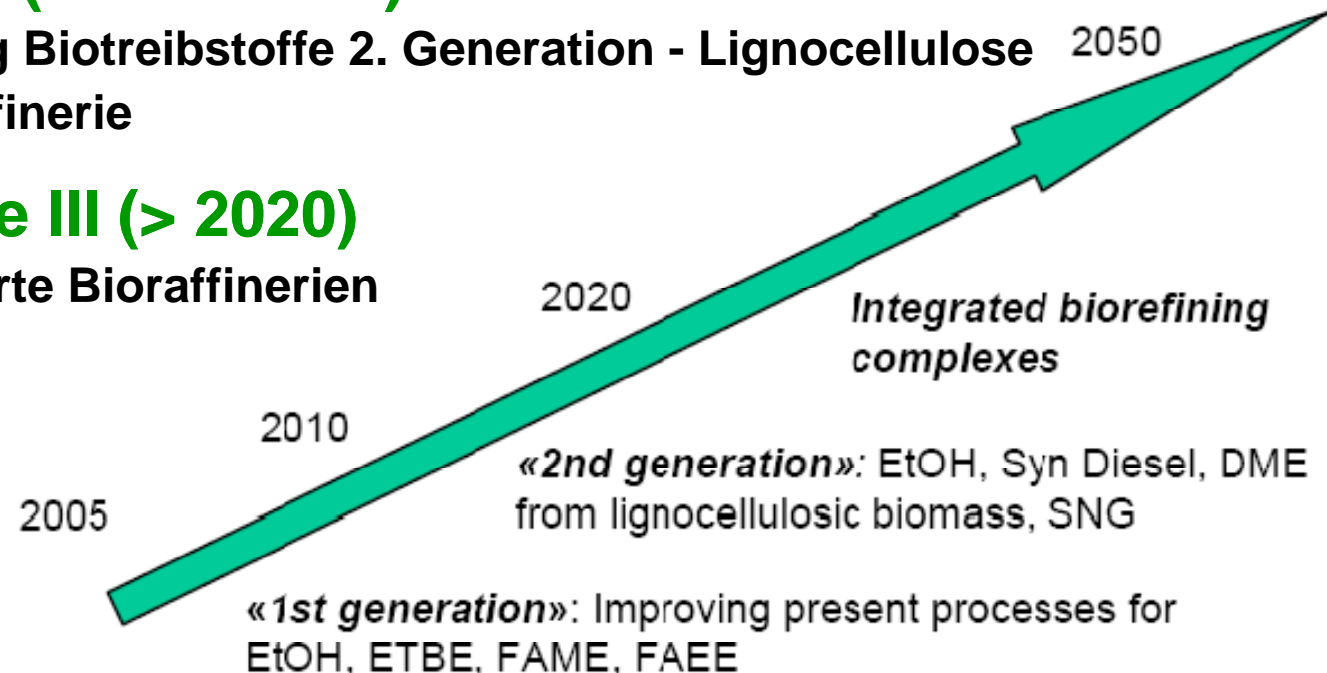 g Biotreibstoffe 2. Generation - Lignocellulose
ffinerie
e III (> 2020)
rte Bioraffinerien
2050
2020
Integrated biorefining
complexes
2010
«2nd generation»: EtOH, Syn Diesel, DME
from lignocellulosic biomass, SNG
2005
«1st generation»: Improving present processes for
EtOH, ETBE, FAME, FAEE